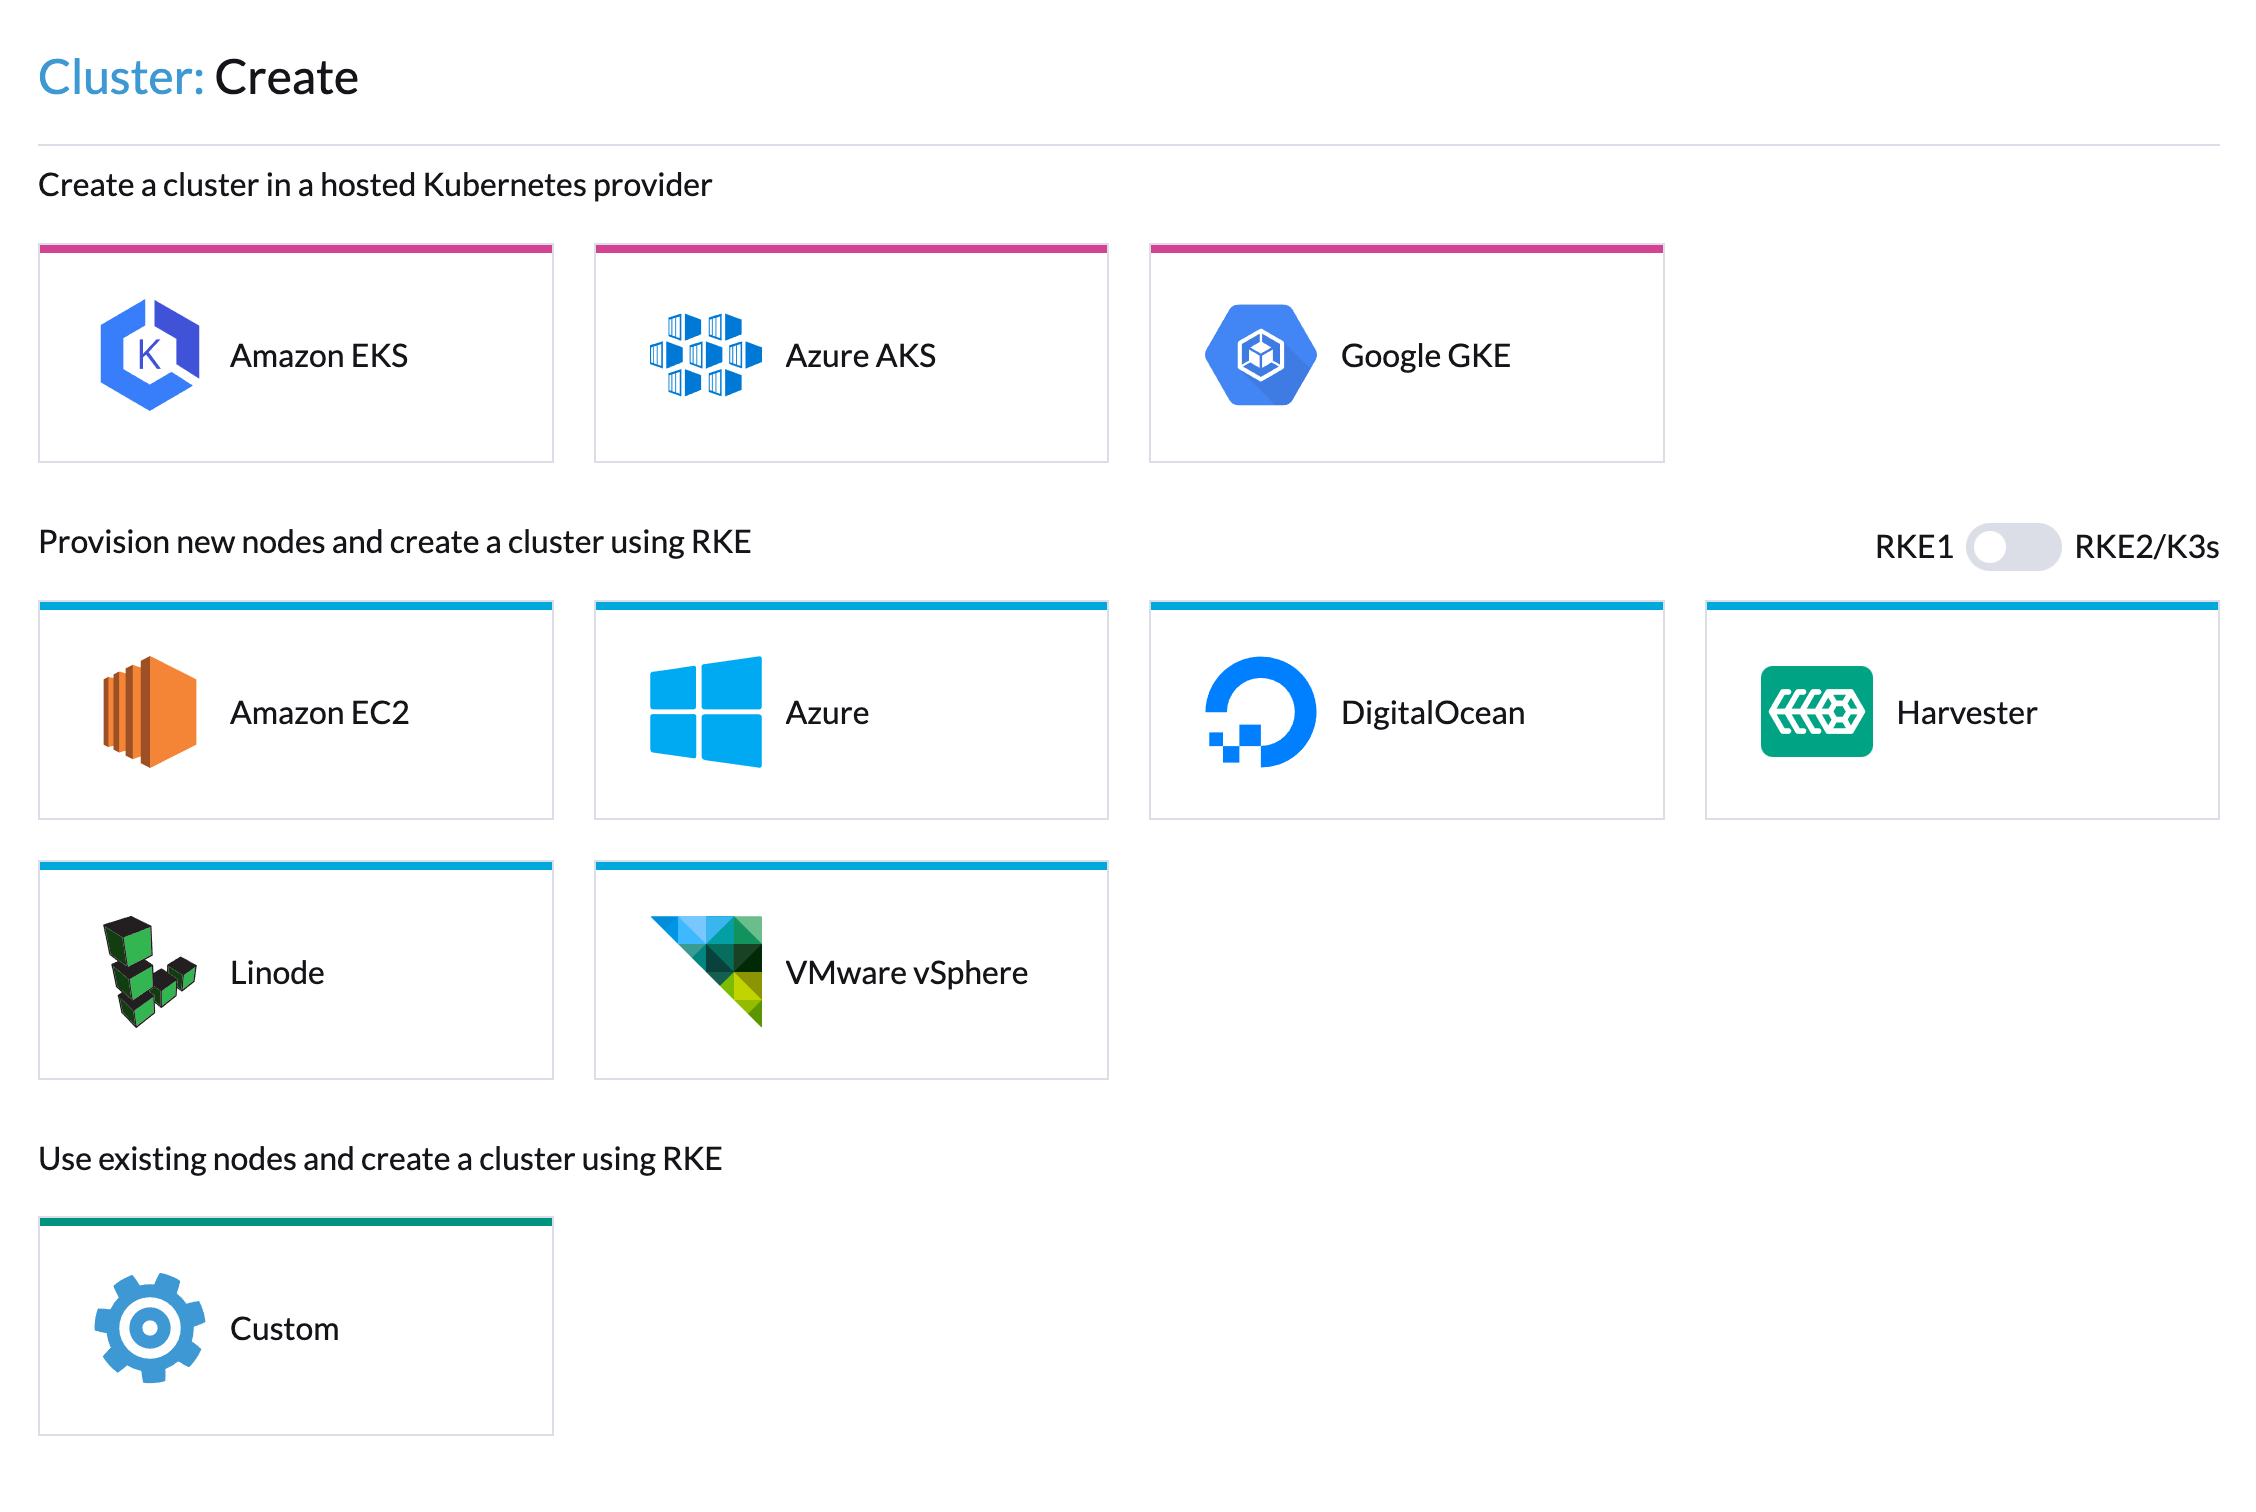 Cluster: Create
Create a cluster in a hosted Kubernetes provider
K
Amazon EKS
Azure AKS
Google GKE
Provision new nodes and create a cluster using RKE
RKE1 RKE2/K3s
Amazon EC2
Azure
DigitalOcean
Harvester
Linode
VMware vSphere
Use existing nodes and create a cluster using RKE
Custom